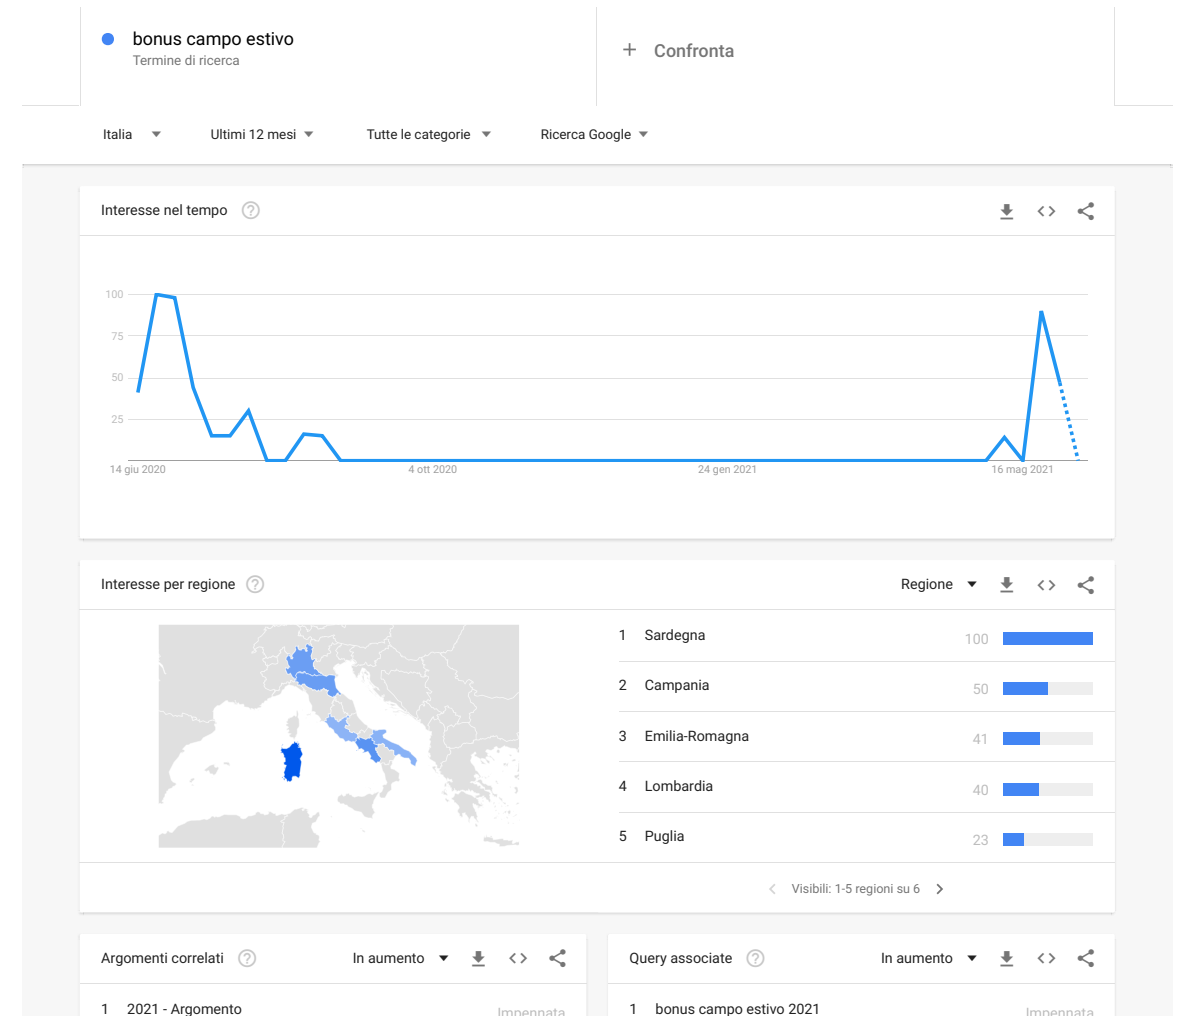 bonus campo estivo
Termine di ricerca
+ Confronta
Italia Ultimi 12 mesi Tutte le categorie Ricerca Google
Interesse nel tempo ?
100
75
50
25
14 giu 2020 4 ott 2020 24 gen 2021 16 mag 2021
Interesse per regione ? Regione
1 Sardegna 100
2 Campania 50
3 Emilia-Romagna 41
4 Lombardia 40
5 Puglia 23
Visibili: 1-5 regioni su 6
Argomenti correlati ? In aumento
1 2021 - Argomento Impennata
Query associate ? In aumento
1 bonus campo estivo 2021 Impennata